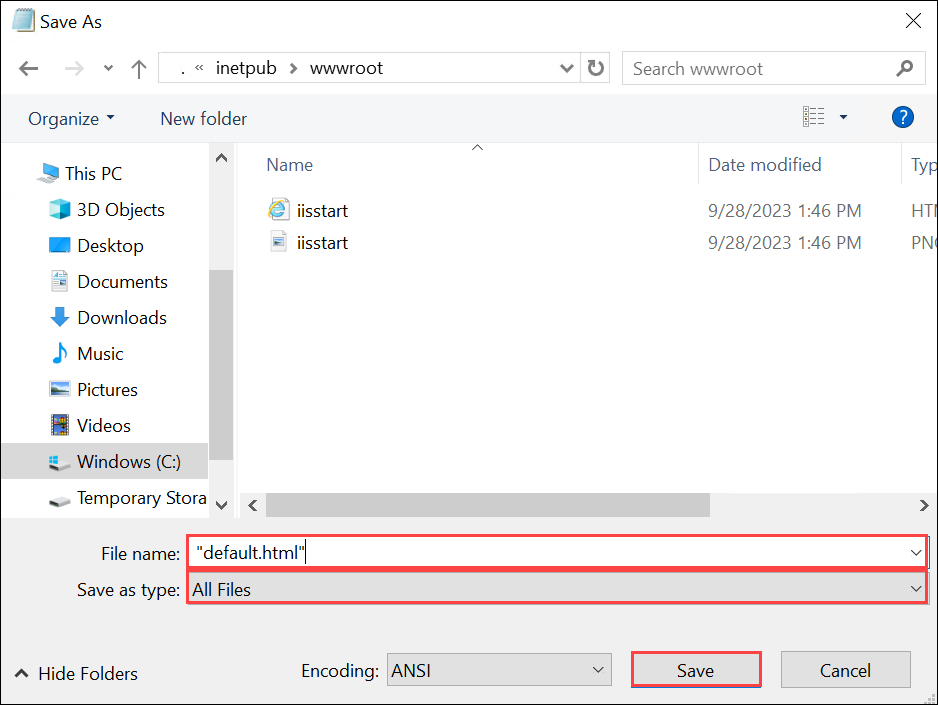 Save As
. « inetpub > wwwroot
Search wwwroot
Organize
New folder
?
Name
Date modified
Typ
This PC
3D Objects
Desktop
Documents
Downloads
Music
Pictures
Videos
Windows (C:)
Temporary Stora
iisstart
9/28/2023 1:46 PM
HTM
iisstart
9/28/2023 1:46 PM
PNG
File name:
"default.html"
Save as type:
All Files
Hide Folders
Encoding:
ANSI
Save
Cancel